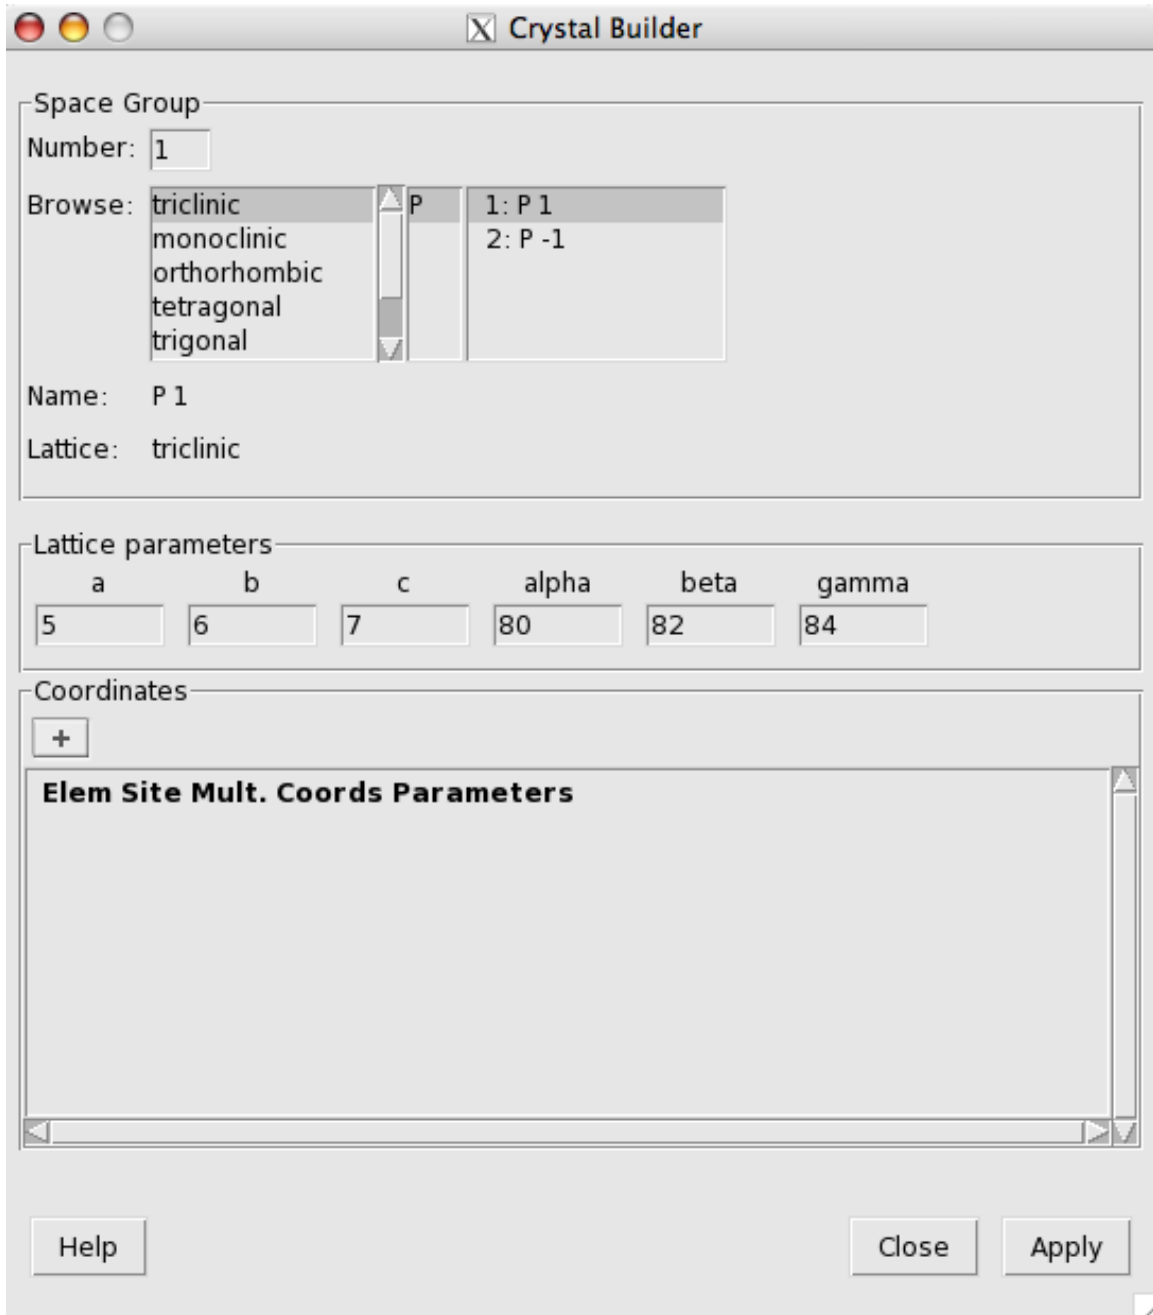 Crystal Builder
Space Group
Number: 1
Browse: triclinic P 1: P 1
monoclinic 2: P -1
orthorhombic
tetragonal
trigonal
Name: P 1
Lattice: triclinic
Lattice parameters
a b c alpha beta gamma
5 6 7 80 82 84
Coordinates
+
Elem Site Mult. Coords Parameters
Help Close Apply